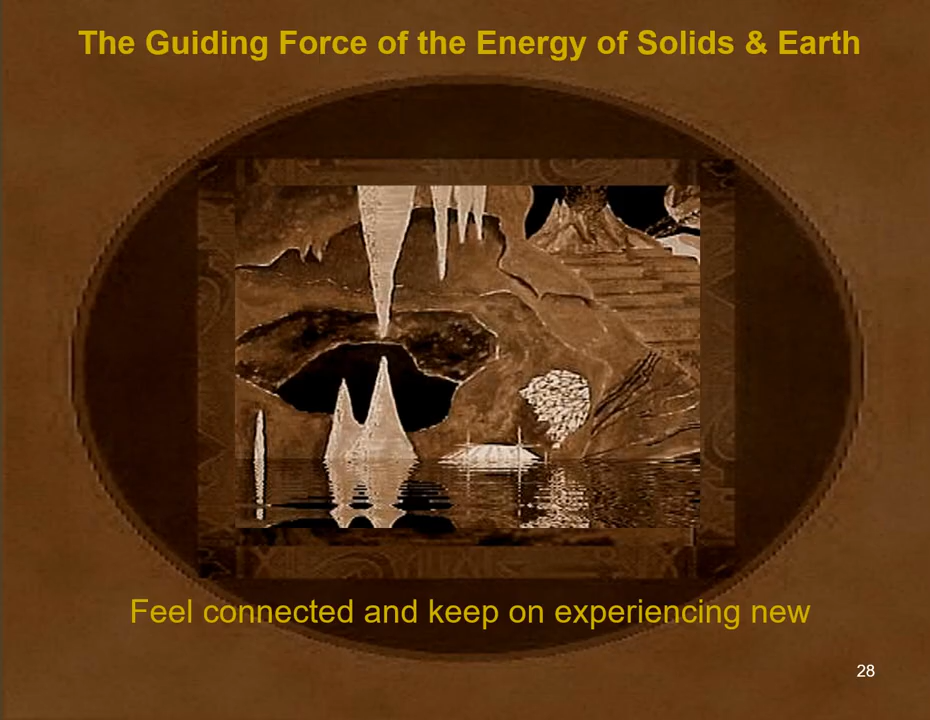 The Guiding Force of the Energy of Solids & Earth
Feel connected and keep on experiencing new
28